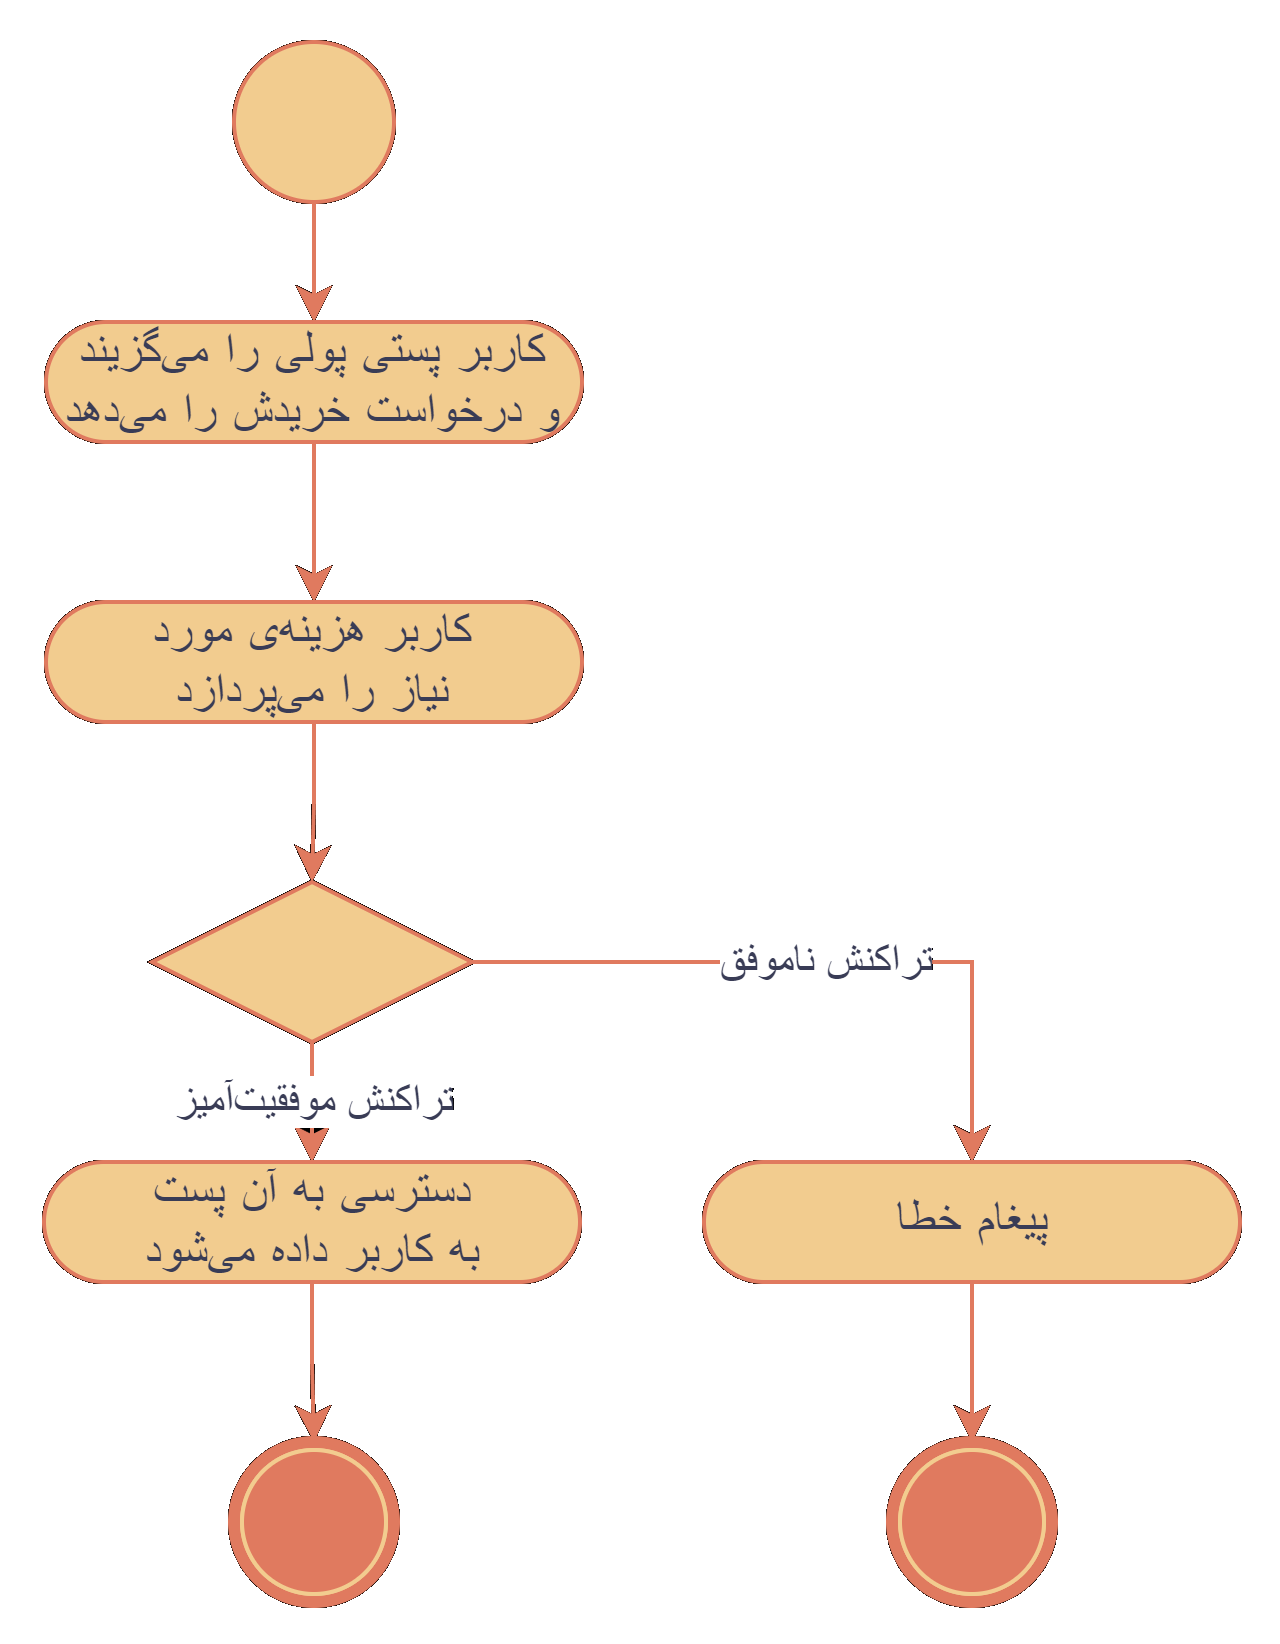 کاربر پستی پولی را می‌گزیند
و درخواست خریدش را می‌دهد
کاربر هزینه‌ی مورد
نیاز را می‌پردازد
تراکنش ناموفق
تراکنش موفقیت‌آمیز
دسترسی به آن پست
به کاربر داده می‌شود
پیغام خطا